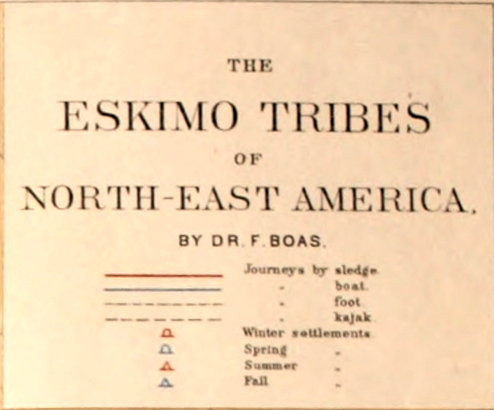 THE
ESKIMO TRIBES
OF
NORTH-EAST AMERICA.
BY DR. F. BOAS.
Journeys by sledge.
" boat.
" foot.
" kajak.
Winter settlements.
Spring "
Summer "
Fall "